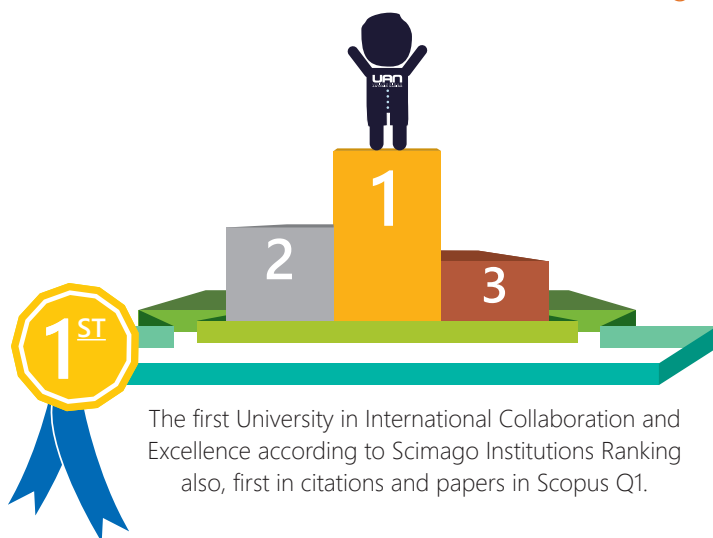 UAN
1
2
3
1ST
The first University in International Collaboration and
Excellence according to Scimago Institutions Ranking
also, first in citations and papers in Scopus Q1.